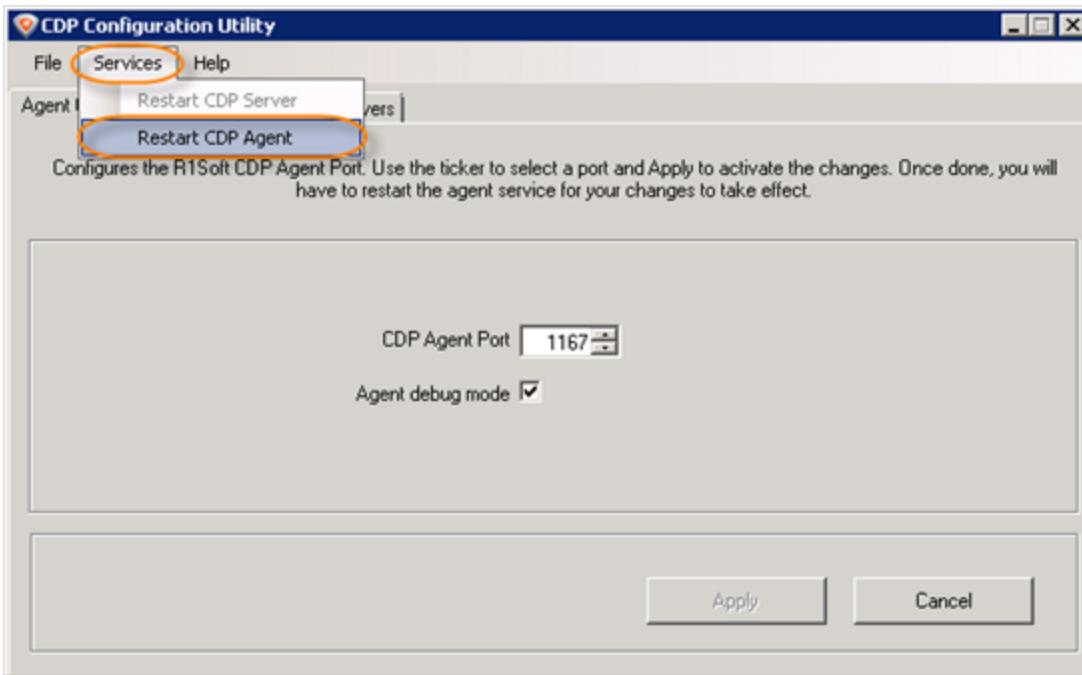 CDP Configuration Utility
File Services Help
Restart CDP Server
Agent
Restart CDP Agent
Configures the R1Soft CDP Agent Port. Use the ticker to select a port and Apply to activate the changes. Once done, you will
have to restart the agent service for your changes to take effect.
CDP Agent Port 1167
Agent debug mode
Apply Cancel